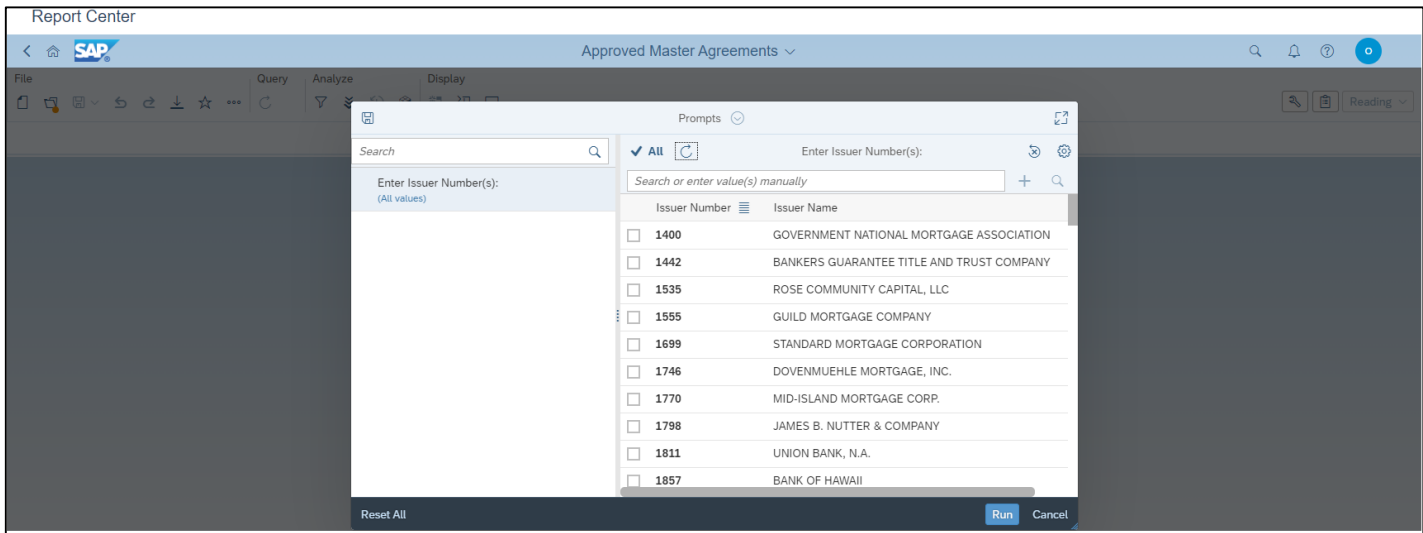 Report Center
SAP
Approved Master Agreements
O
File Query Analyze Display
Reading
Prompts
Search
All
Enter Issuer Number(s):
Enter Issuer Number(s):
(All values)
Search or enter value(s) manually
Issuer Number Issuer Name
1400 GOVERNMENT NATIONAL MORTGAGE ASSOCIATION
1442 BANKERS GUARANTEE TITLE AND TRUST COMPANY
1535 ROSE COMMUNITY CAPITAL, LLC
1555 GUILD MORTGAGE COMPANY
1699 STANDARD MORTGAGE CORPORATION
1746 DOVENMUEHLE MORTGAGE, INC.
1770 MID-ISLAND MORTGAGE CORP.
1798 JAMES B. NUTTER & COMPANY
1811 UNION BANK, N.A.
1857 BANK OF HAWAII
Reset All
Run Cancel